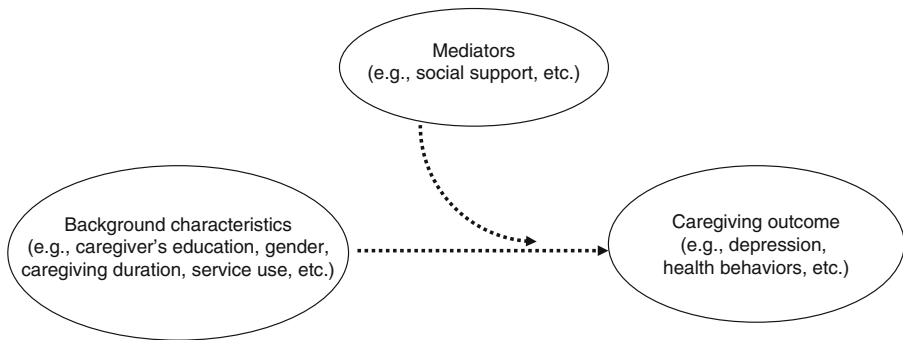 Mediators
(e.g., social support, etc.)
Background characteristics
(e.g., caregiver's education, gender,
caregiving duration, service use, etc.)
Caregiving outcome
(e.g., depression,
health behaviors, etc.)